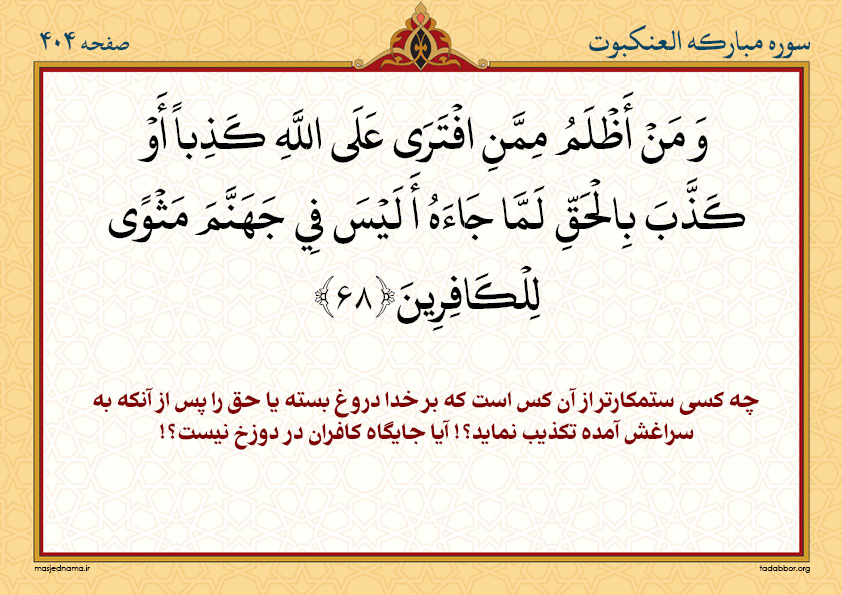 سوره مبارکه العنکبوت
صفحه ۴۰۴
وَ مَنْ أَظْلَمُ مِمَّنِ افْتَرَى عَلَى اللَّهِ كَذِباً أَوْ
كَذَّبَ بِالْحَقِّ لَمَّا جَاءَهُ أَلَيْسَ فِي جَهَنَّمَ مَثْوًى
لِلْكَافِرِينَ ﴿۶۸﴾
چه کسی ستمکارتر از آن کس است که بر خدا دروغ بسته یا حق را پس از آنکه به
سراغش آمده تکذیب نماید؟! آیا جایگاه کافران در دوزخ نیست؟!
masjednama.ir
tadabbor.org